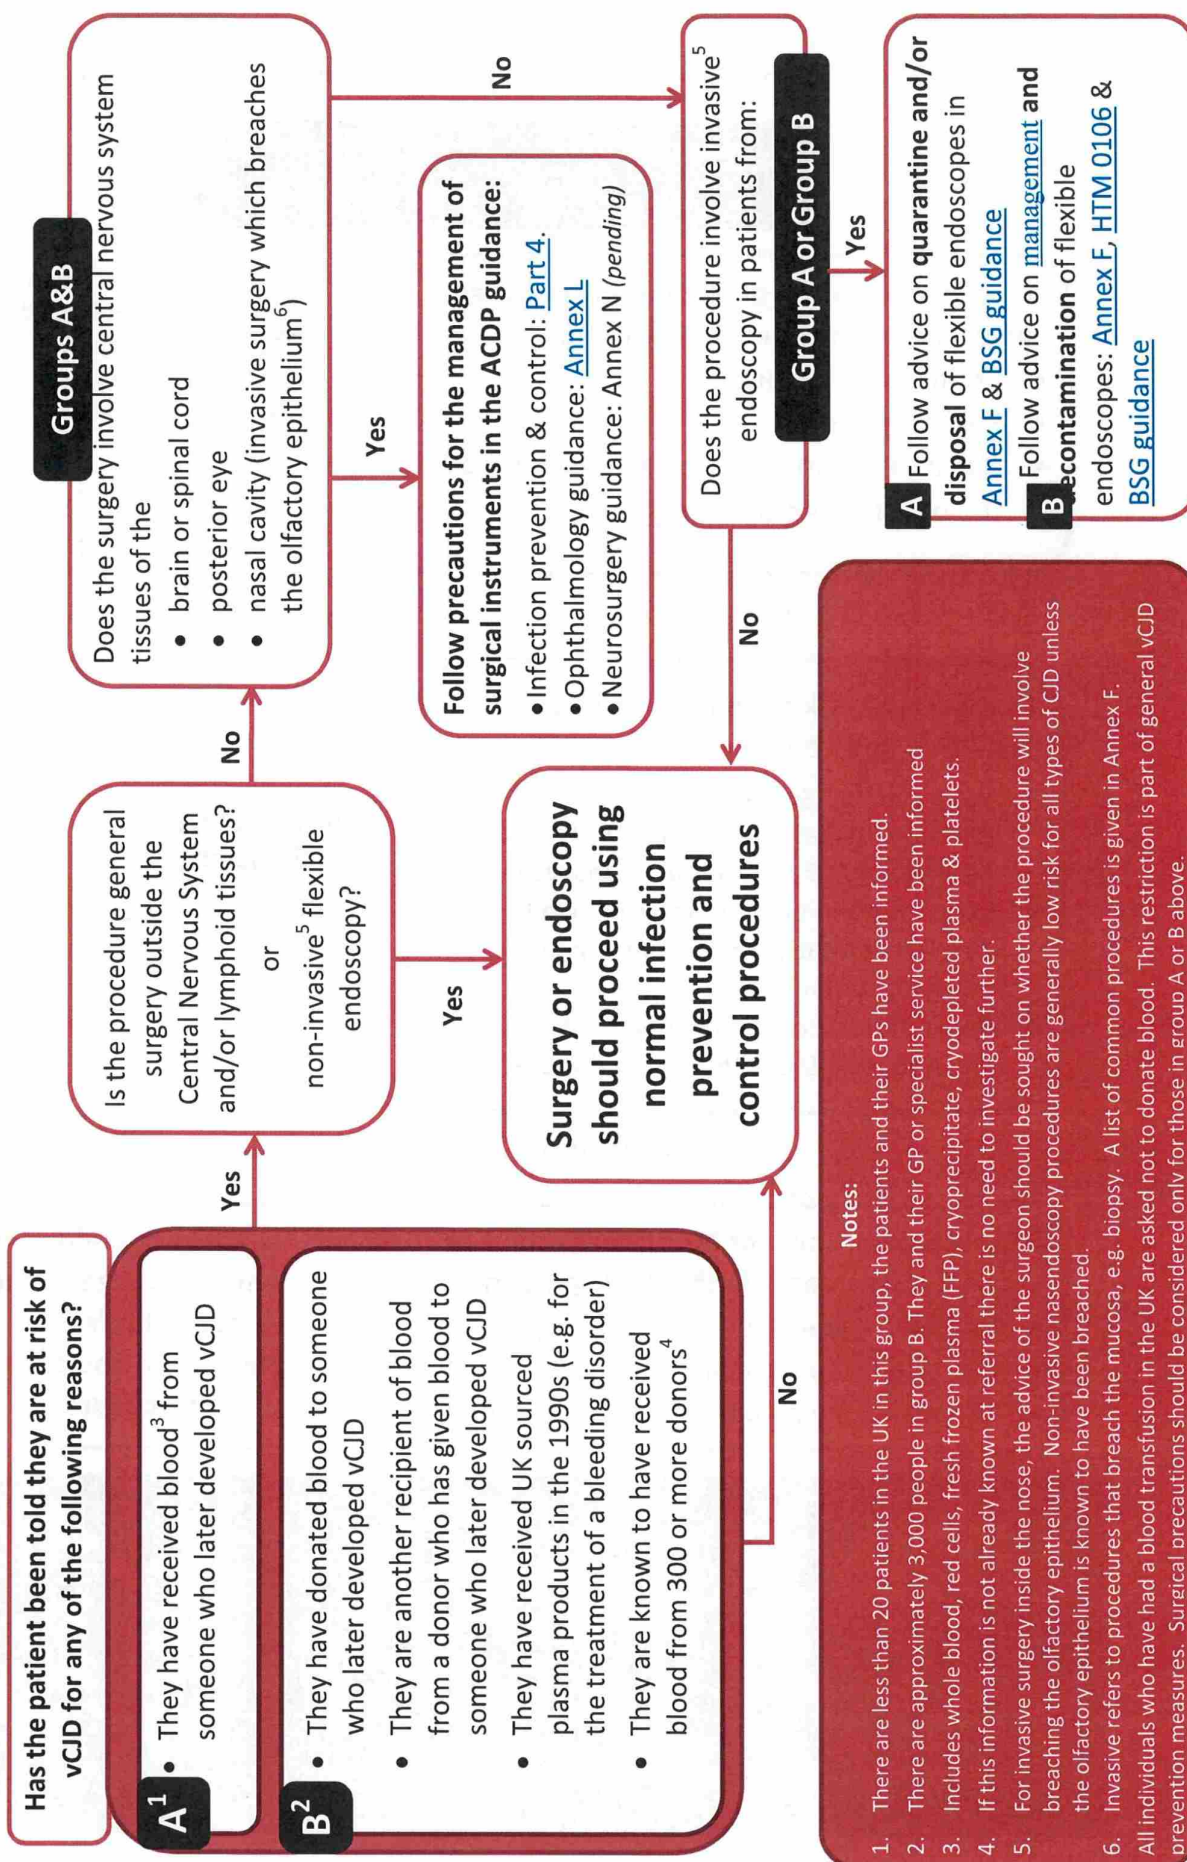 Has the patient been told they are at risk of
vCJD for any of the following reasons?
A¹
• They have received blood³ from
someone who later developed vCJD
B²
• They have donated blood to someone
who later developed vCJD
• They are another recipient of blood
from a donor who has given blood to
someone who later developed vCJD
• They have received UK sourced
plasma products in the 1990s (e.g. for
the treatment of a bleeding disorder)
• They are known to have received
blood from 300 or more donors⁴
Yes
No
Is the procedure general
surgery outside the
Central Nervous System
and/or lymphoid tissues?
or
non-invasive⁵ flexible
endoscopy?
No
Yes
Surgery or endoscopy
should proceed using
normal infection
prevention and
control procedures
Groups A&B
Does the surgery involve central nervous system
tissues of the
• brain or spinal cord
• posterior eye
• nasal cavity (invasive surgery which breaches
the olfactory epithelium⁶)
Yes
No
Follow precautions for the management of
surgical instruments in the ACDP guidance:
• Infection prevention & control: Part 4.
• Ophthalmology guidance: Annex L
• Neurosurgery guidance: Annex N (pending)
Does the procedure involve invasive⁵
endoscopy in patients from:
Group A or Group B
No
Yes
A
Follow advice on quarantine and/or
disposal of flexible endoscopes in
Annex F & BSG guidance
B
Follow advice on management and
decontamination of flexible
endoscopes: Annex F, HTM 0106 &
BSG guidance
Notes:
1. There are less than 20 patients in the UK in this group, the patients and their GPs have been informed.
2. There are approximately 3,000 people in group B. They and their GP or specialist service have been informed
3. Includes whole blood, red cells, fresh frozen plasma (FFP), cryoprecipitate, cryodepleted plasma & platelets.
4. If this information is not already known at referral there is no need to investigate further.
5. For invasive surgery inside the nose, the advice of the surgeon should be sought on whether the procedure will involve
breaching the olfactory epithelium. Non-invasive nasendoscopy procedures are generally low risk for all types of CJD unless
the olfactory epithelium is known to have been breached.
6. Invasive refers to procedures that breach the mucosa, e.g. biopsy. A list of common procedures is given in Annex F.
All individuals who have had a blood transfusion in the UK are asked not to donate blood. This restriction is part of general vCJD
prevention measures. Surgical precautions should be considered only for those in group A or B above.